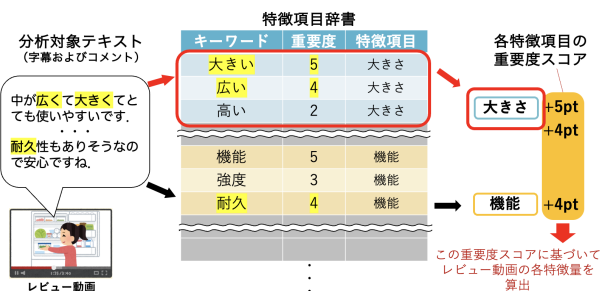 特徴項目辞書
分析対象テキスト
（字幕およびコメント）
中が広くて大きくてと
ても使いやすいです．
・・・
耐久性もありそうなの
で安心ですね．
レビュー動画
キーワード 重要度 特徴項目
大きい 5 大きさ
広い 4 大きさ
高い 2 大きさ
機能 5 機能
強度 3 機能
耐久 4 機能
・
・
・
各特徴項目の
重要度スコア
大きさ +5pt
+4pt
機能 +4pt
この重要度スコアに基づいて
レビュー動画の各特徴量を
算出